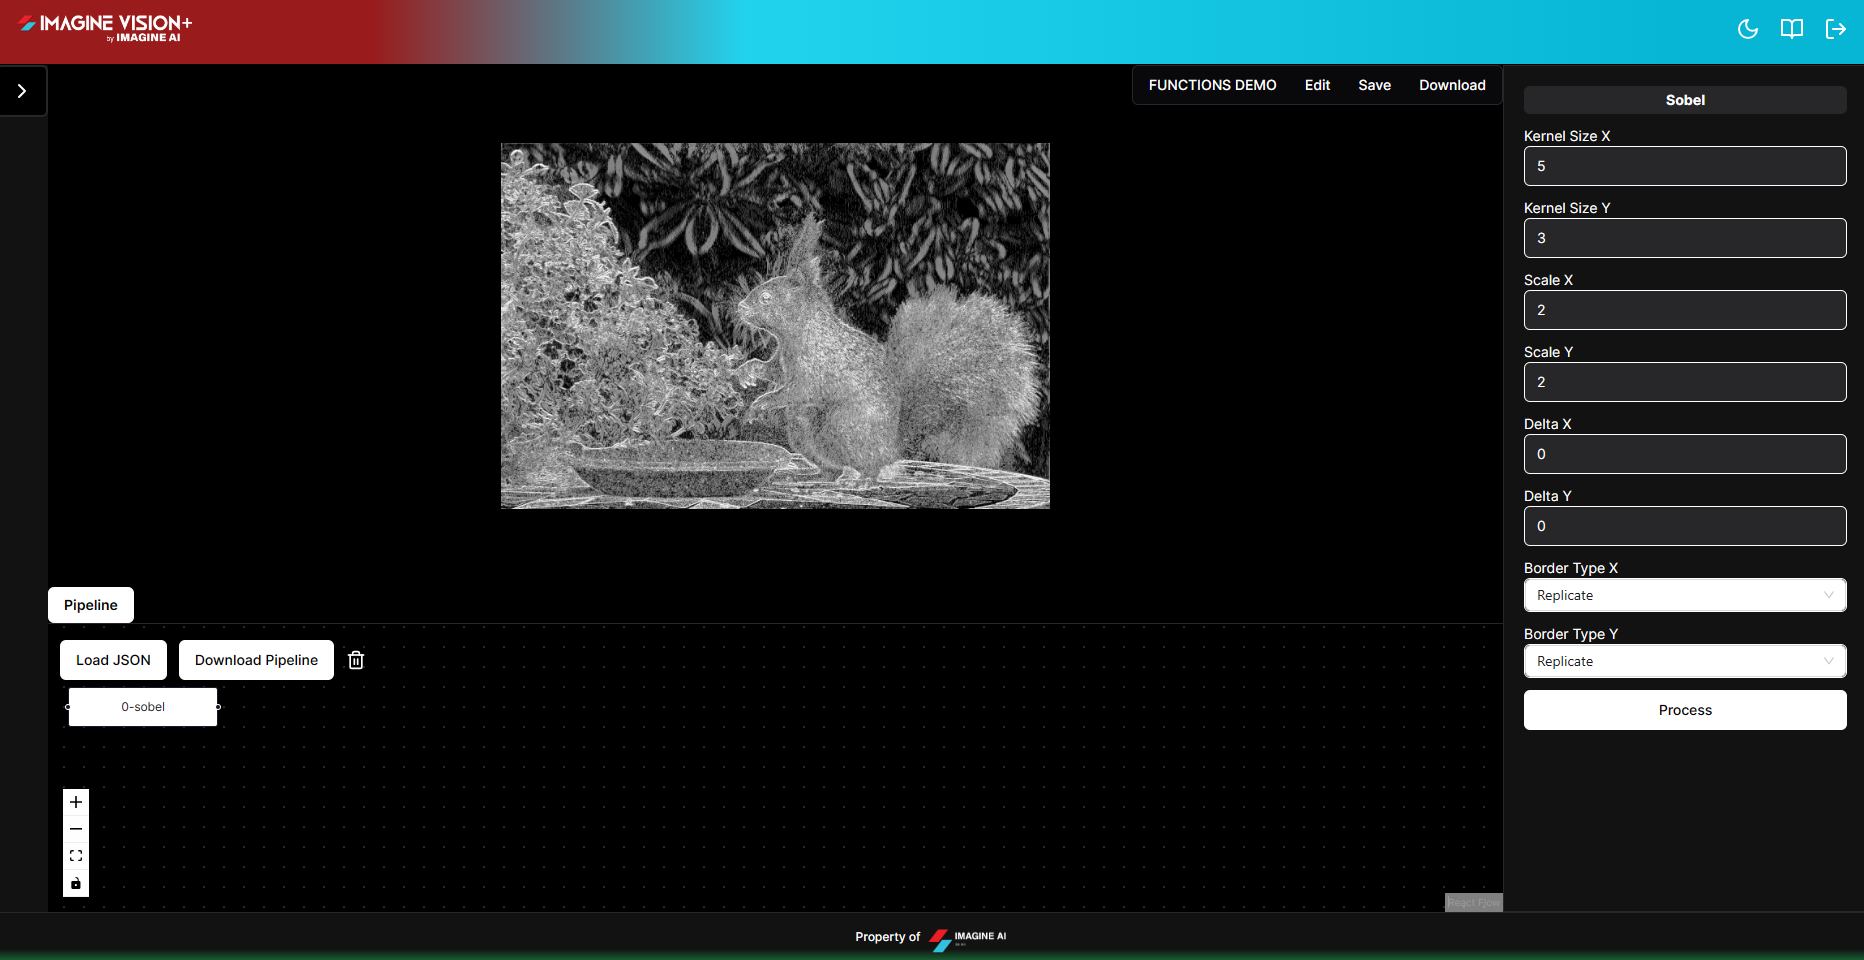 IMAGINE VISION+
by IMAGINE AI
FUNCTIONS DEMO
Edit
Save
Download
Sobel
Kernel Size X
5
Kernel Size Y
3
Scale X
2
Scale Y
2
Delta X
0
Delta Y
0
Border Type X
Replicate
Border Type Y
Replicate
Process
Pipeline
Load JSON
Download Pipeline
0-sobel
React Flow
Property of
IMAGINE AI